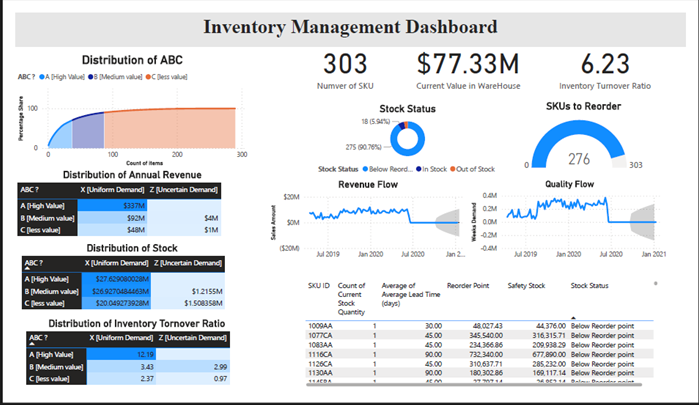 Inventory Management Dashboard
Distribution of ABC
ABC ? A [High Value] B [Medium value] C [less value]
Percentage Share
100
0
0 100 200 300
Count of items
303
Numver of SKU
$77.33M
Current Value in WareHouse
6.23
Inventory Turnover Ratio
Stock Status
18 (5.94%)
275 (90.76%)
Stock Status Below Reord... In Stock Out of Stock
SKUs to Reorder
0 276 303
Distribution of Annual Revenue
ABC ? X [Uniform Demand] Z [Uncertain Demand]
A [High Value] $337M
B [Medium value] $92M $4M
C [less value] $48M $1M
Revenue Flow
Sales Amount
$20M
$0M
($20M)
Jul 2019 Jan 2020 Jul 2020 Jan 2...
Quality Flow
Weeks Demand
0.4M
0.2M
0.0M
-0.2M
-0.4M
Jul 2019 Jan 2020 Jul 2020 Jan 2021
Distribution of Stock
ABC ? X [Uniform Demand] Z [Uncertain Demand]
A [High Value] $27.629080028M
B [Medium value] $26.9270484463M $1.2155M
C [less value] $20.049273928M $1.508358M
Distribution of Inventory Turnover Ratio
ABC ? X [Uniform Demand] Z [Uncertain Demand]
A [High Value] 12.19
B [Medium value] 3.43 2.99
C [less value] 2.37 0.97
SKU ID Count of Current Stock Quantity Average of Average Lead Time (days) Reorder Point Safety Stock Stock Status
1009AA 1 30.00 48,027.43 44,376.00 Below Reorder point
1077CA 1 45.00 345,540.00 316,315.71 Below Reorder point
1083AA 1 45.00 234,366.86 209,938.29 Below Reorder point
1116CA 1 90.00 732,340.00 677,890.00 Below Reorder point
1126CA 1 45.00 310,637.71 285,232.00 Below Reorder point
1130AA 1 90.00 180,302.86 169,117.14 Below Reorder point